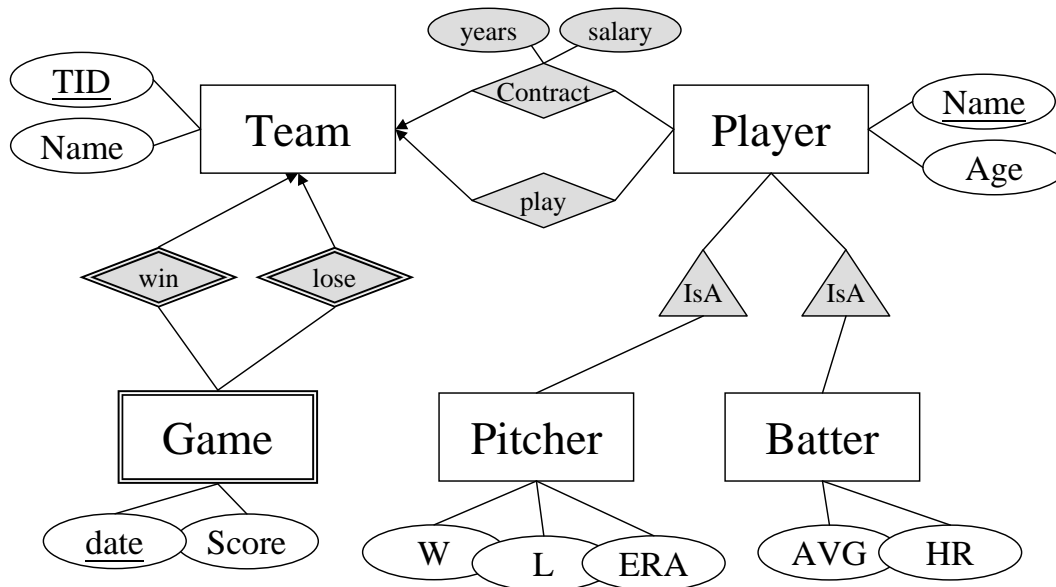 years
salary
TID
Contract
Name
Team
Player
Name
Age
play
win
lose
IsA
IsA
Game
Pitcher
Batter
date
Score
W
L
ERA
AVG
HR